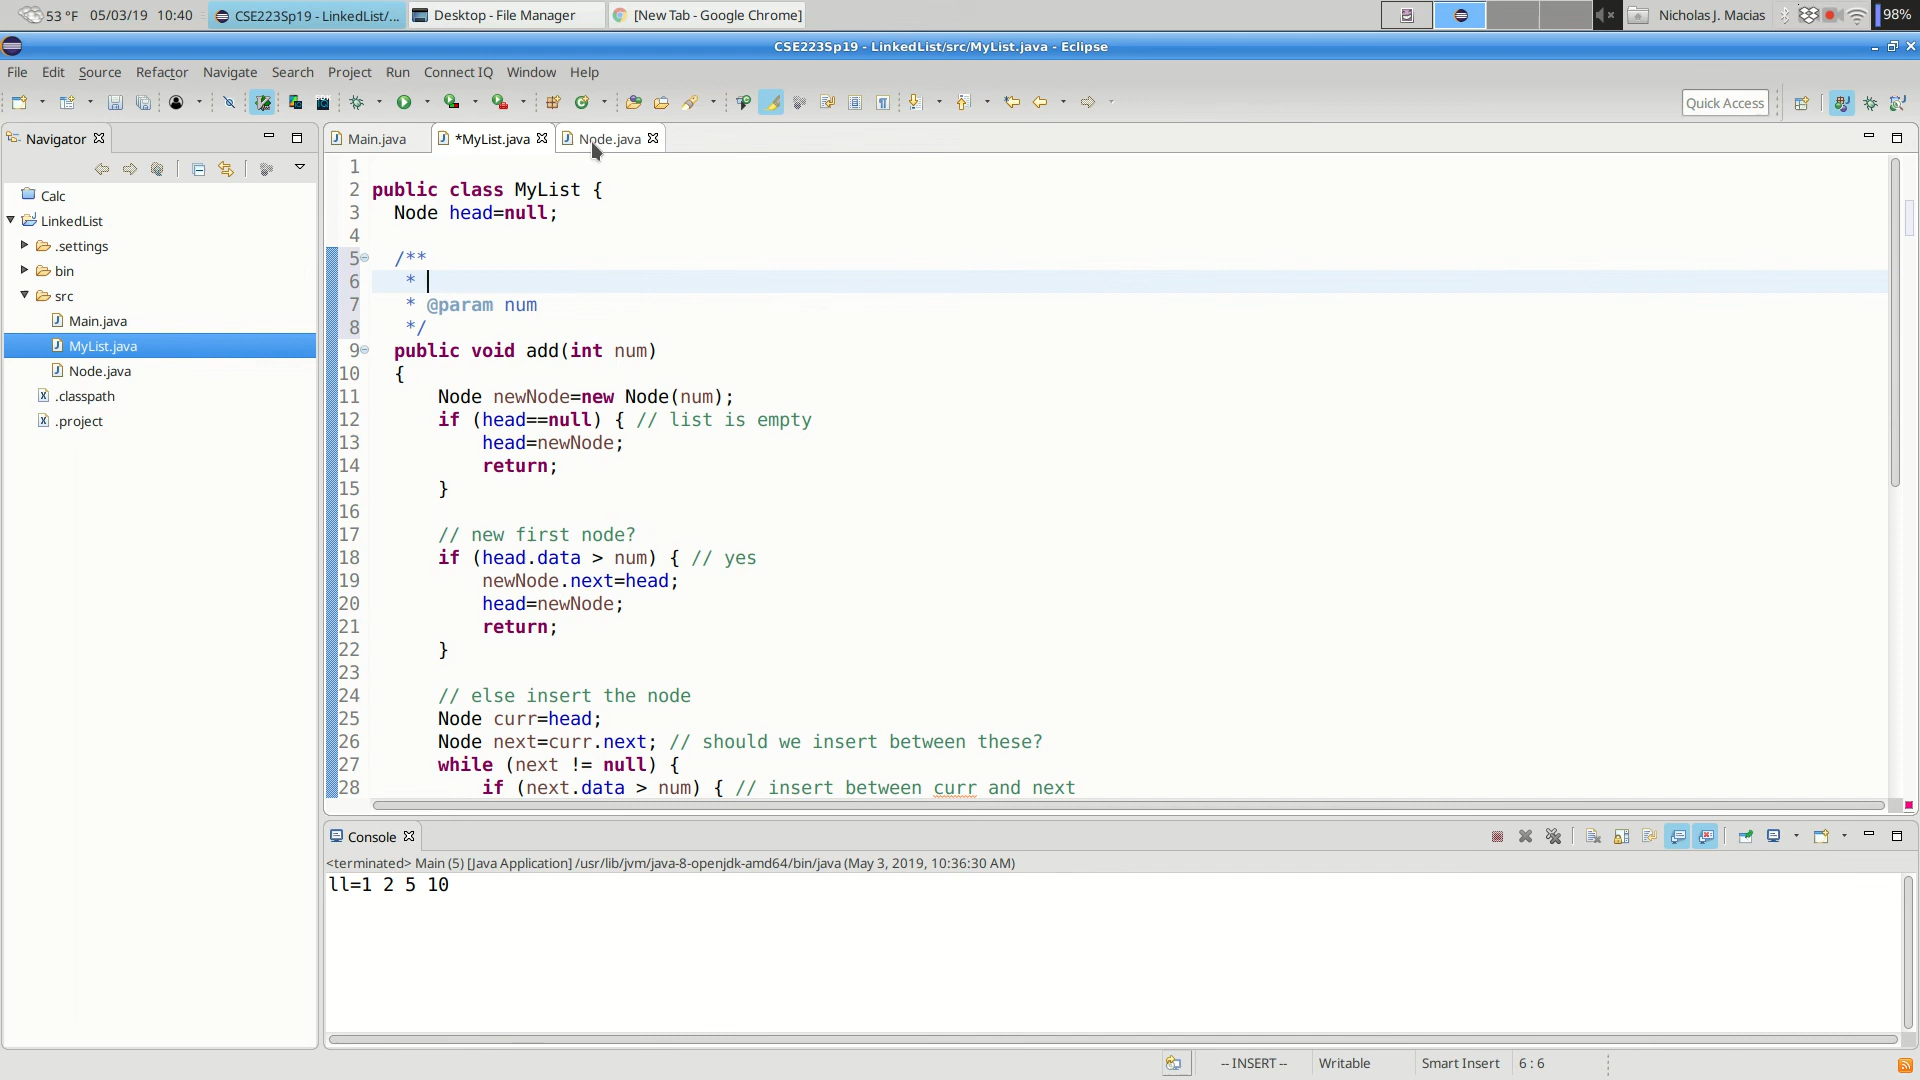 53 °F 05/03/19 10:40 CSE223Sp19 - LinkedList/... Desktop - File Manager [New Tab - Google Chrome] Nicholas J. Macias 98%
CSE223Sp19 - LinkedList/src/MyList.java - Eclipse
File Edit Source Refactor Navigate Search Project Run Connect IQ Window Help
Quick Access
Navigator
Main.java *MyList.java Node.java
Calc
LinkedList
.settings
bin
src
Main.java
MyList.java
Node.java
.classpath
.project
1
2 public class MyList {
3 Node head=null;
4
5 /**
6 *
7 * @param num
8 */
9 public void add(int num)
10 {
11 Node newNode=new Node(num);
12 if (head==null) { // list is empty
13 head=newNode;
14 return;
15 }
16
17 // new first node?
18 if (head.data > num) { // yes
19 newNode.next=head;
20 head=newNode;
21 return;
22 }
23
24 // else insert the node
25 Node curr=head;
26 Node next=curr.next; // should we insert between these?
27 while (next != null) {
28 if (next.data > num) { // insert between curr and next
Console
<terminated> Main (5) [Java Application] /usr/lib/jvm/java-8-openjdk-amd64/bin/java (May 3, 2019, 10:36:30 AM)
ll=1 2 5 10
-- INSERT -- Writable Smart Insert 6 : 6